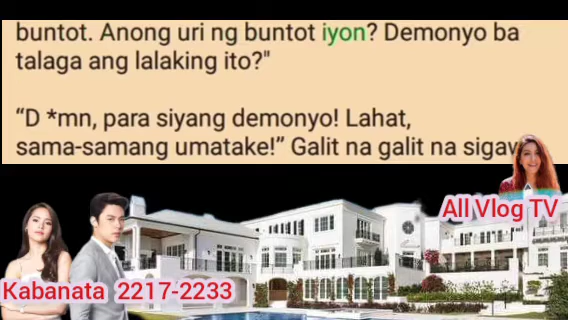 buntot. Anong uri ng buntot iyon? Demonyo ba
talaga ang lalaking ito?"
“D *mn, para siyang demonyo! Lahat,
sama-samang umatake!” Galit na galit na
All Vlog TV
Kabanata 2217-2233